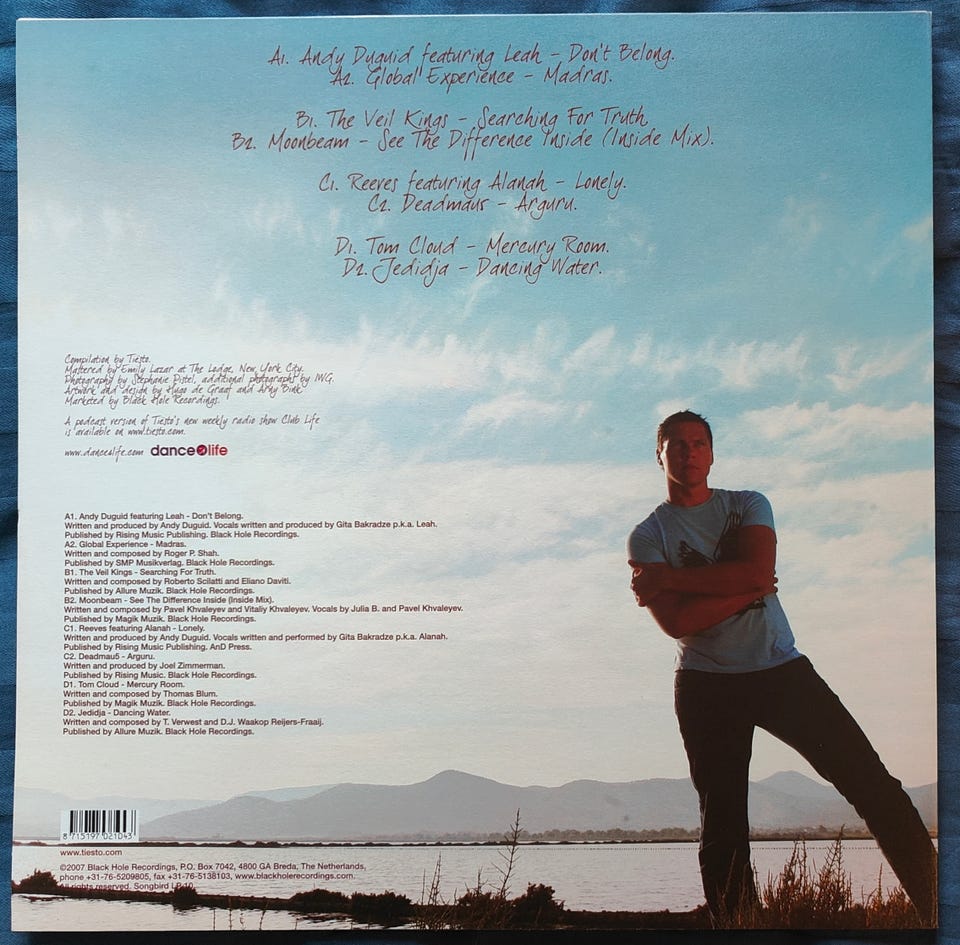 A1. Andy Duguid featuring Leah - Don't Belong.
A2. Global Experience - Madras.
B1. The Veil Kings - Searching For Truth
B2. Moonbeam - See The Difference Inside (Inside Mix).
C1. Reeves featuring Alanah - Lonely.
C2. Deadmau5 - Arguru.
D1. Tom Cloud - Mercury Room.
D2. Jedidja - Dancing Water.
Compilation by Tiësto.
Mastered by Emily Lazar at The Lodge, New York City.
Photography by Stephanie Pistel, additional photography by IWG.
Artwork and design by Hugo de Graaf and Arny Bink
Marketed by Black Hole Recordings.
A podcast version of Tiësto's new weekly radio show Club Life
is available on www.tiesto.com.
www.dance4life.com dance4life
A1. Andy Duguid featuring Leah - Don't Belong.
Written and produced by Andy Duguid. Vocals written and produced by Gita Bakradze p.k.a. Leah.
Published by Rising Music Publishing. Black Hole Recordings.
A2. Global Experience - Madras.
Written and composed by Roger P. Shah.
Published by SMP Musikverlag. Black Hole Recordings.
B1. The Veil Kings - Searching For Truth.
Written and composed by Roberto Scilatti and Eliano Daviti.
Published by Allure Muzik. Black Hole Recordings.
B2. Moonbeam - See The Difference Inside (Inside Mix).
Written and composed by Pavel Khvaleyev and Vitaliy Khvaleyev. Vocals by Julia B. and Pavel Khvaleyev.
Published by Magik Muzik. Black Hole Recordings.
C1. Reeves featuring Alanah - Lonely.
Written and produced by Andy Duguid. Vocals written and performed by Gita Bakradze p.k.a. Alanah.
Published by Rising Music Publishing. AnD Press.
C2. Deadmau5 - Arguru.
Written and produced by Joel Zimmerman.
Published by Rising Music. Black Hole Recordings.
D1. Tom Cloud - Mercury Room.
Written and composed by Thomas Blum.
Published by Magik Muzik. Black Hole Recordings.
D2. Jedidja - Dancing Water.
Written and composed by T. Verwest and D.J. Waakop Reijers-Fraaij.
Published by Allure Muzik. Black Hole Recordings.
8 715197 021043
www.tiesto.com
©2007 Black Hole Recordings, P.O. Box 7042, 4800 GA Breda, The Netherlands,
phone +31-76-5209805, fax +31-76-5138103, www.blackholerecordings.com.
All rights reserved. Songbird LP 10